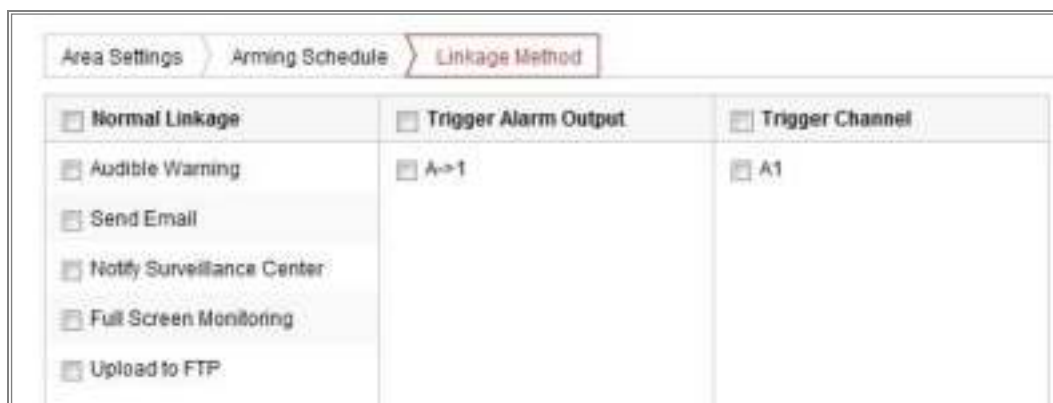 Area Settings Arming Schedule Linkage Method
Normal Linkage Trigger Alarm Output Trigger Channel
Audible Warning A->1 A1
Send Email
Notify Surveillance Center
Full Screen Monitoring
Upload to FTP